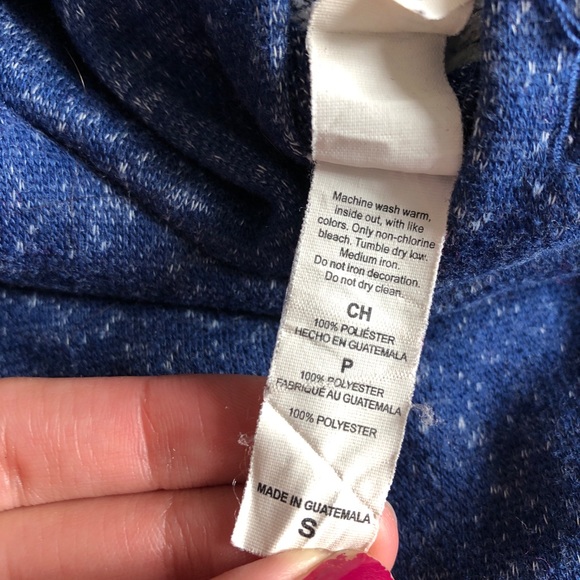 Machine wash warm,
inside out, with like
colors. Only non-chlorine
bleach. Tumble dry low.
Medium iron.
Do not iron decoration.
Do not dry clean.
CH
100% POLIÉSTER
HECHO EN GUATEMALA
P
100% POLYESTER
FABRIQUÉ AU GUATEMALA
100% POLYESTER
MADE IN GUATEMALA
S